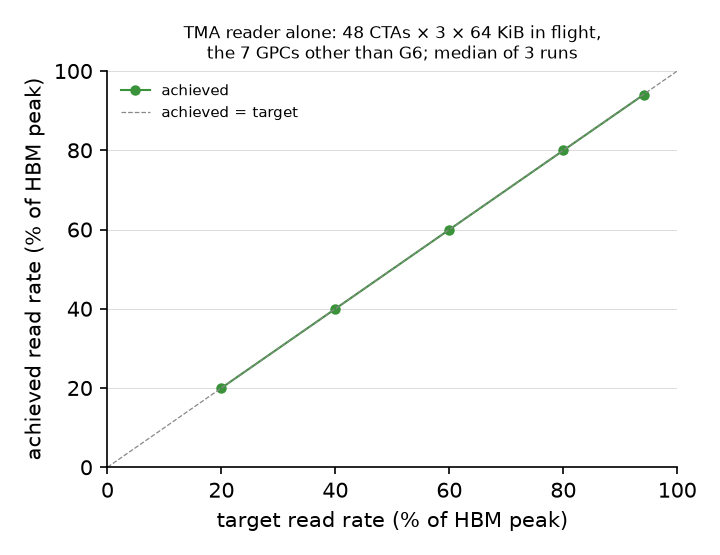 TMA reader alone: 48 CTAs × 3 × 64 KiB in flight,
the 7 GPCs other than G6; median of 3 runs
achieved
achieved = target
achieved read rate (% of HBM peak)
100
80
60
40
20
0
0 20 40 60 80 100
target read rate (% of HBM peak)